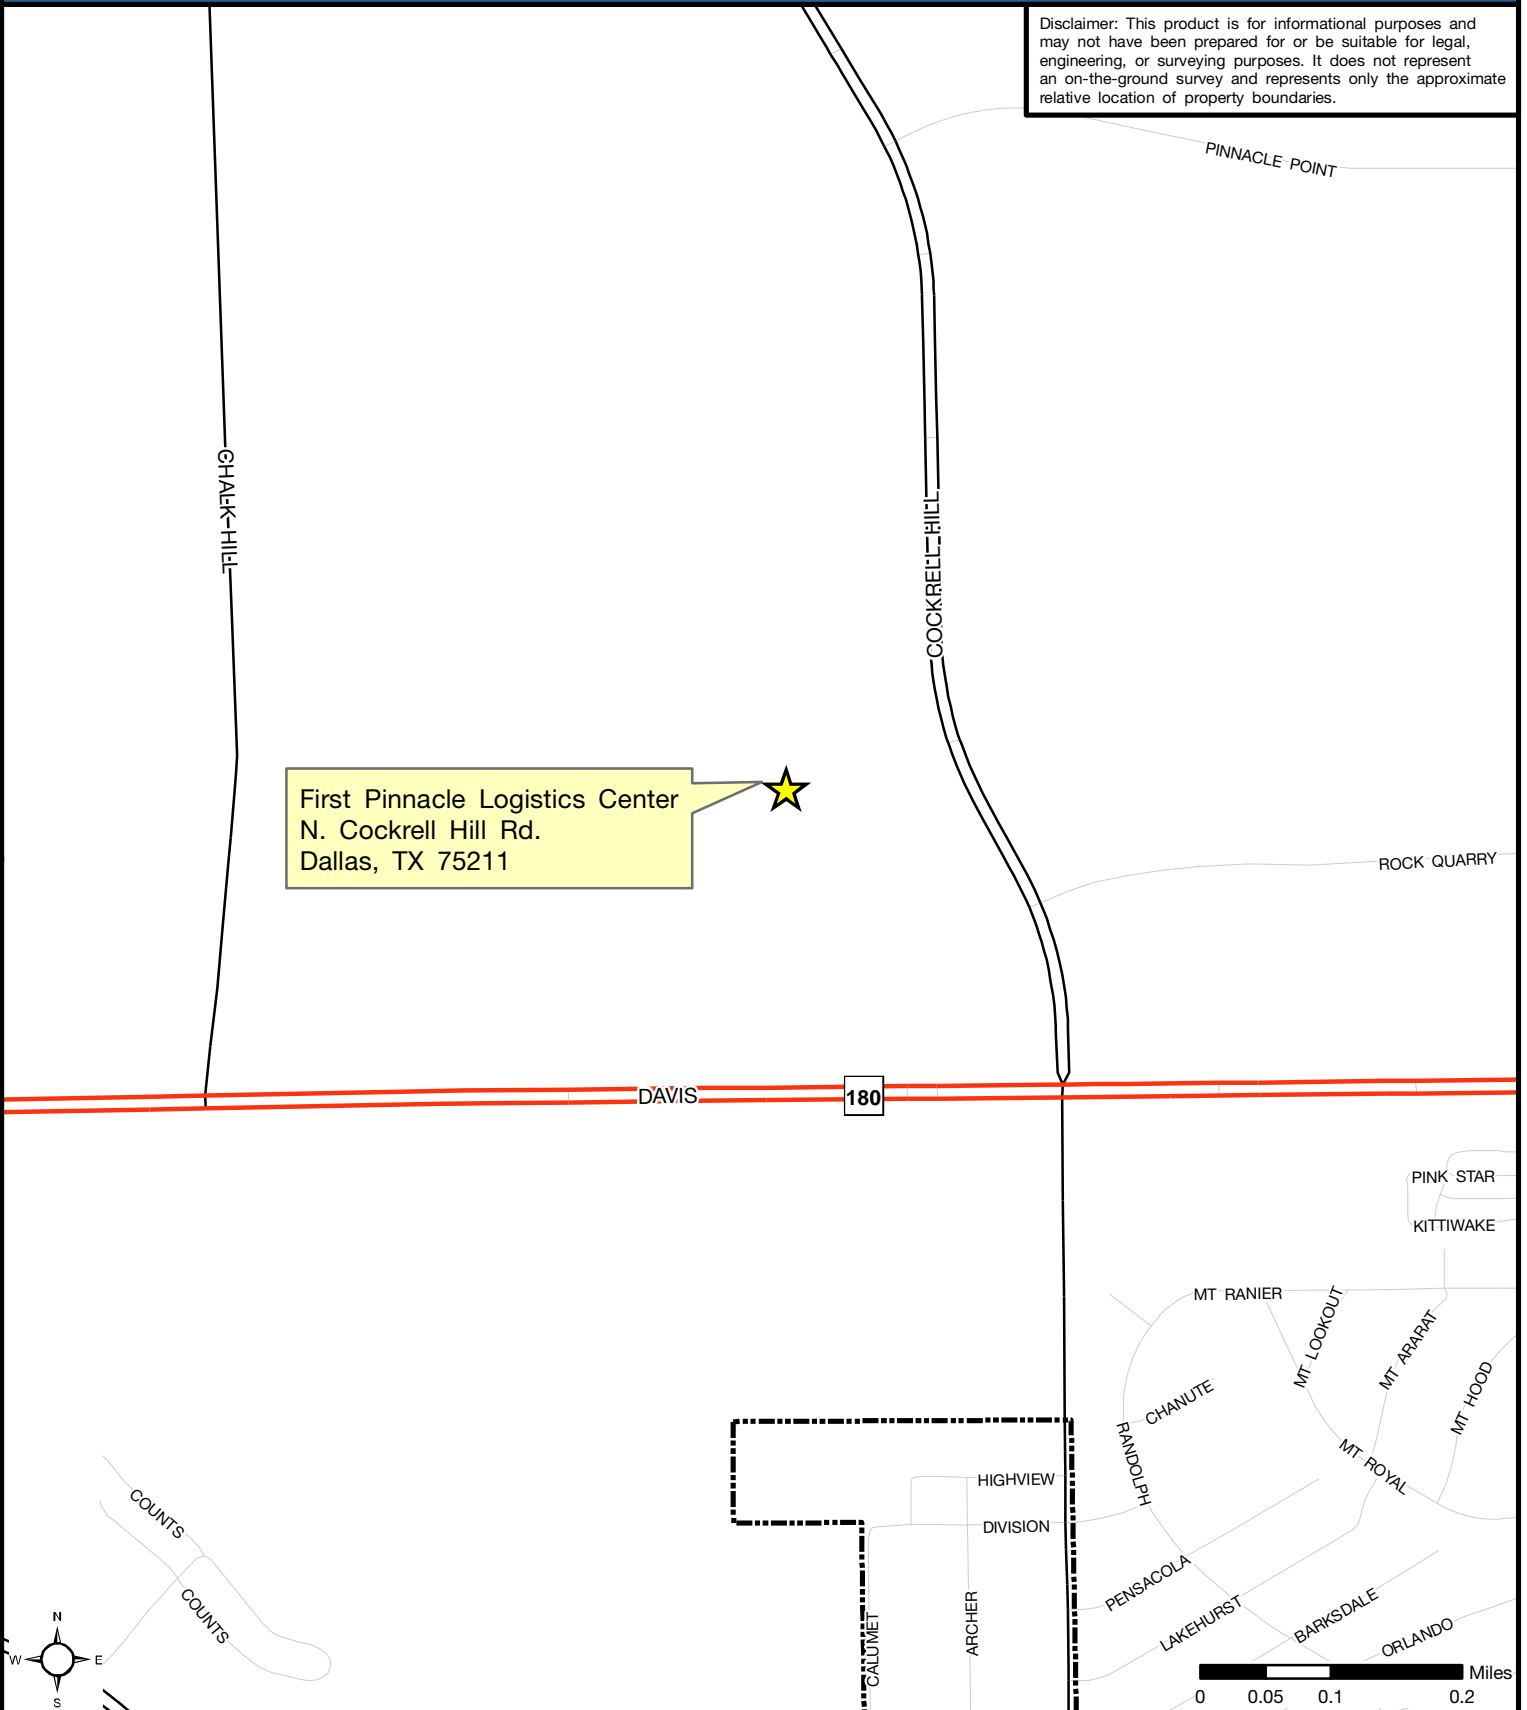 Disclaimer: This product is for informational purposes and
may not have been prepared for or be suitable for legal,
engineering, or surveying purposes. It does not represent
an on-the-ground survey and represents only the approximate
relative location of property boundaries.
PINNACLE POINT
CHALK HILL
COCKRELL HILL
First Pinnacle Logistics Center
N. Cockrell Hill Rd.
Dallas, TX 75211
ROCK QUARRY
DAVIS
180
PINK STAR
KITTIWAKE
MT RANIER
MT LOOKOUT
MT ARARAT
MT HOOD
CHANUTE
RANDOLPH
MT ROYAL
HIGHVIEW
DIVISION
COUNTS
COUNTS
PENSACOLA
LAKEHURST
BARKSDALE
ORLANDO
CALUMET
ARCHER
N
W E
S
Miles
0 0.05 0.1 0.2